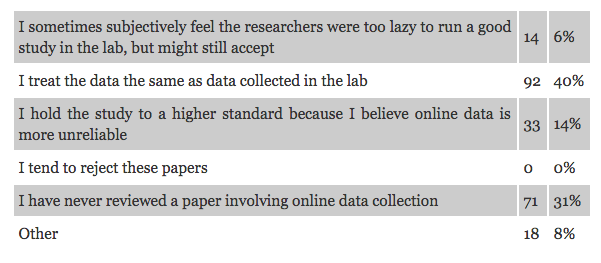 I sometimes subjectively feel the researchers were too lazy to run a good
study in the lab, but might still accept 14 6%
I treat the data the same as data collected in the lab 92 40%
I hold the study to a higher standard because I believe online data is
more unreliable 33 14%
I tend to reject these papers 0 0%
I have never reviewed a paper involving online data collection 71 31%
Other 18 8%